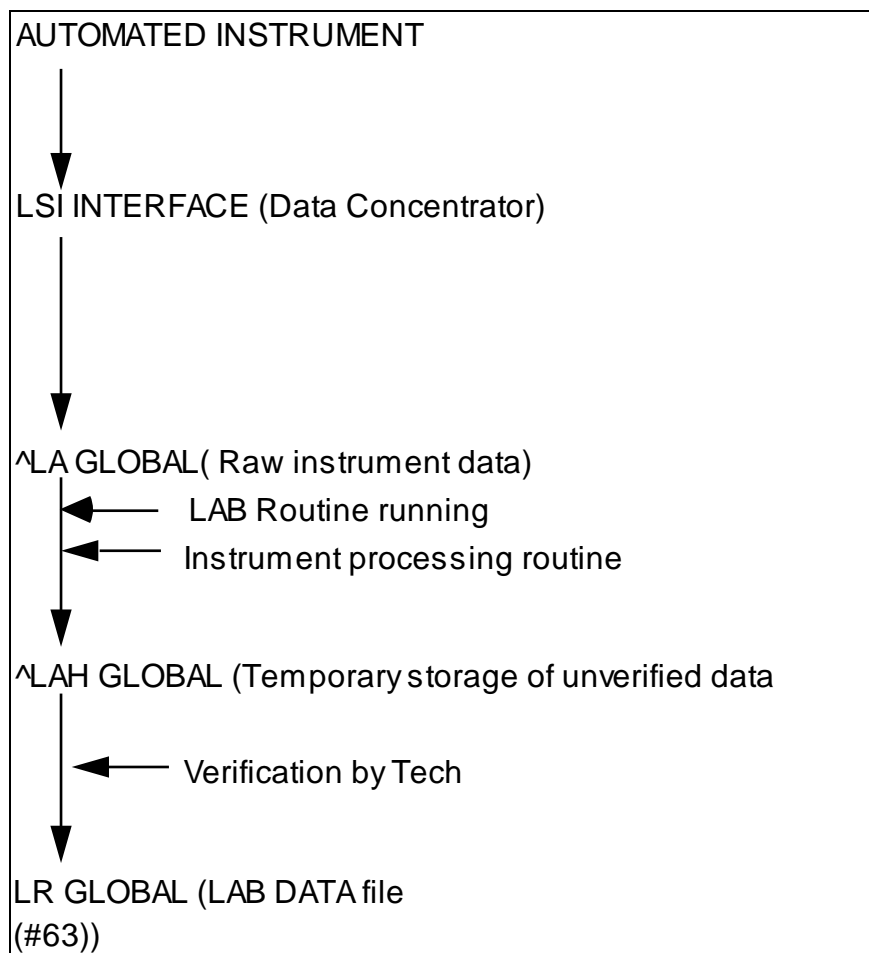 AUTOMATED INSTRUMENT
LSI INTERFACE (Data Concentrator)
^LA GLOBAL( Raw instrument data)
LAB Routine running
Instrument processing routine
^LAH GLOBAL (Temporary storage of unverified data
Verification by Tech
LR GLOBAL (LAB DATA file
(#63))